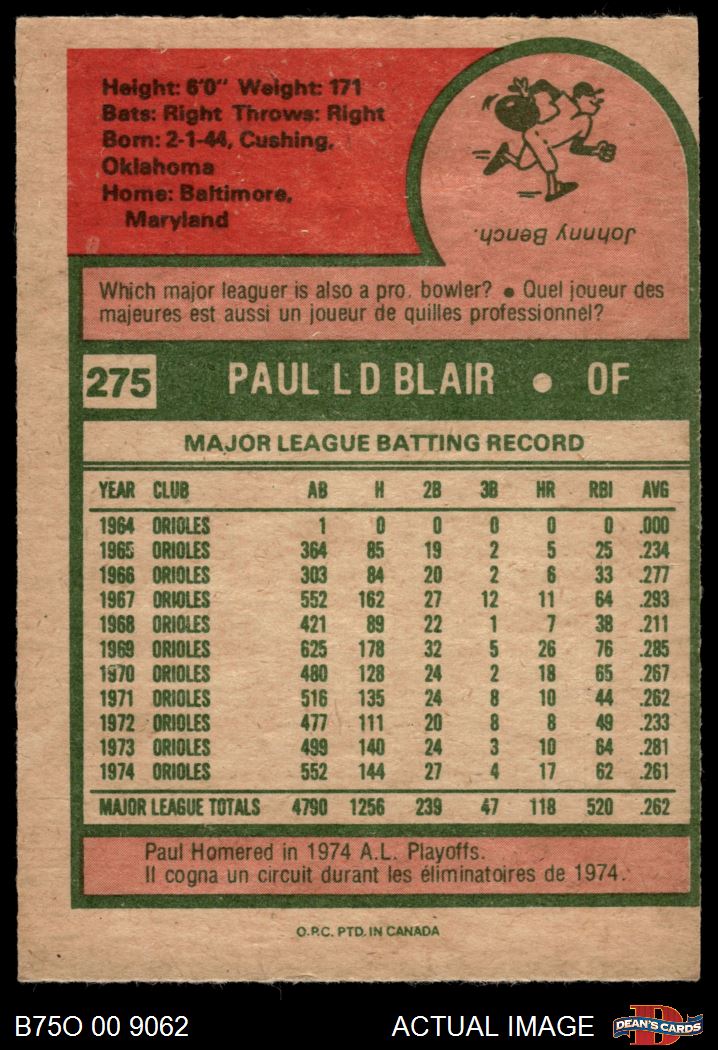 Height: 6'0" Weight: 171
Bats: Right Throws: Right
Born: 2-1-44, Cushing,
Oklahoma
Home: Baltimore,
Maryland
Johnny Bench.
Which major leaguer is also a pro. bowler? ● Quel joueur des
majeures est aussi un joueur de quilles professionnel?
275 PAUL L D BLAIR ● OF
MAJOR LEAGUE BATTING RECORD
YEAR CLUB AB H 2B 3B HR RBI AVG
1964 ORIOLES 1 0 0 0 0 0 .000
1965 ORIOLES 364 85 19 2 5 25 .234
1966 ORIOLES 303 84 20 2 6 33 .277
1967 ORIOLES 552 162 27 12 11 64 .293
1968 ORIOLES 421 89 22 1 7 38 .211
1969 ORIOLES 625 178 32 5 26 76 .285
1970 ORIOLES 480 128 24 2 18 65 .267
1971 ORIOLES 516 135 24 8 10 44 .262
1972 ORIOLES 477 111 20 8 8 49 .233
1973 ORIOLES 499 140 24 3 10 64 .281
1974 ORIOLES 552 144 27 4 17 62 .261
MAJOR LEAGUE TOTALS 4790 1256 239 47 118 520 .262
Paul Homered in 1974 A.L. Playoffs.
Il cogna un circuit durant les éliminatoires de 1974.
O.P.C. PTD. IN CANADA
B75O 00 9062 ACTUAL IMAGE D DEAN'S CARDS